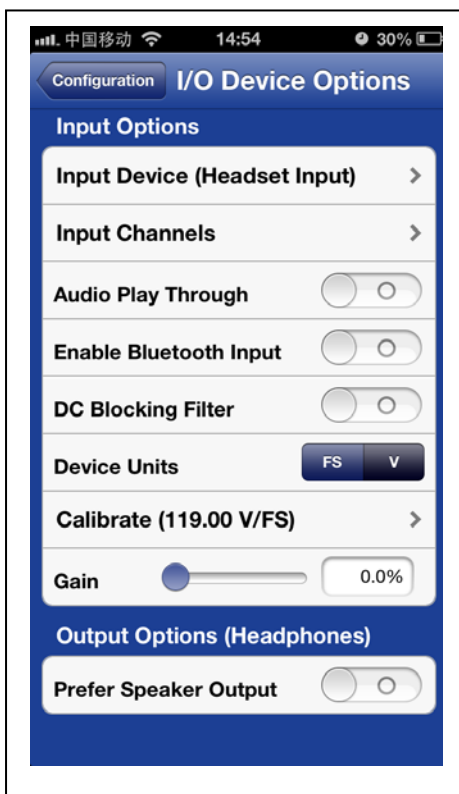 中国移动 14:54 30%
Configuration I/O Device Options
Input Options
Input Device (Headset Input)
Input Channels
Audio Play Through
Enable Bluetooth Input
DC Blocking Filter
Device Units FS V
Calibrate (119.00 V/FS)
Gain 0.0%
Output Options (Headphones)
Prefer Speaker Output